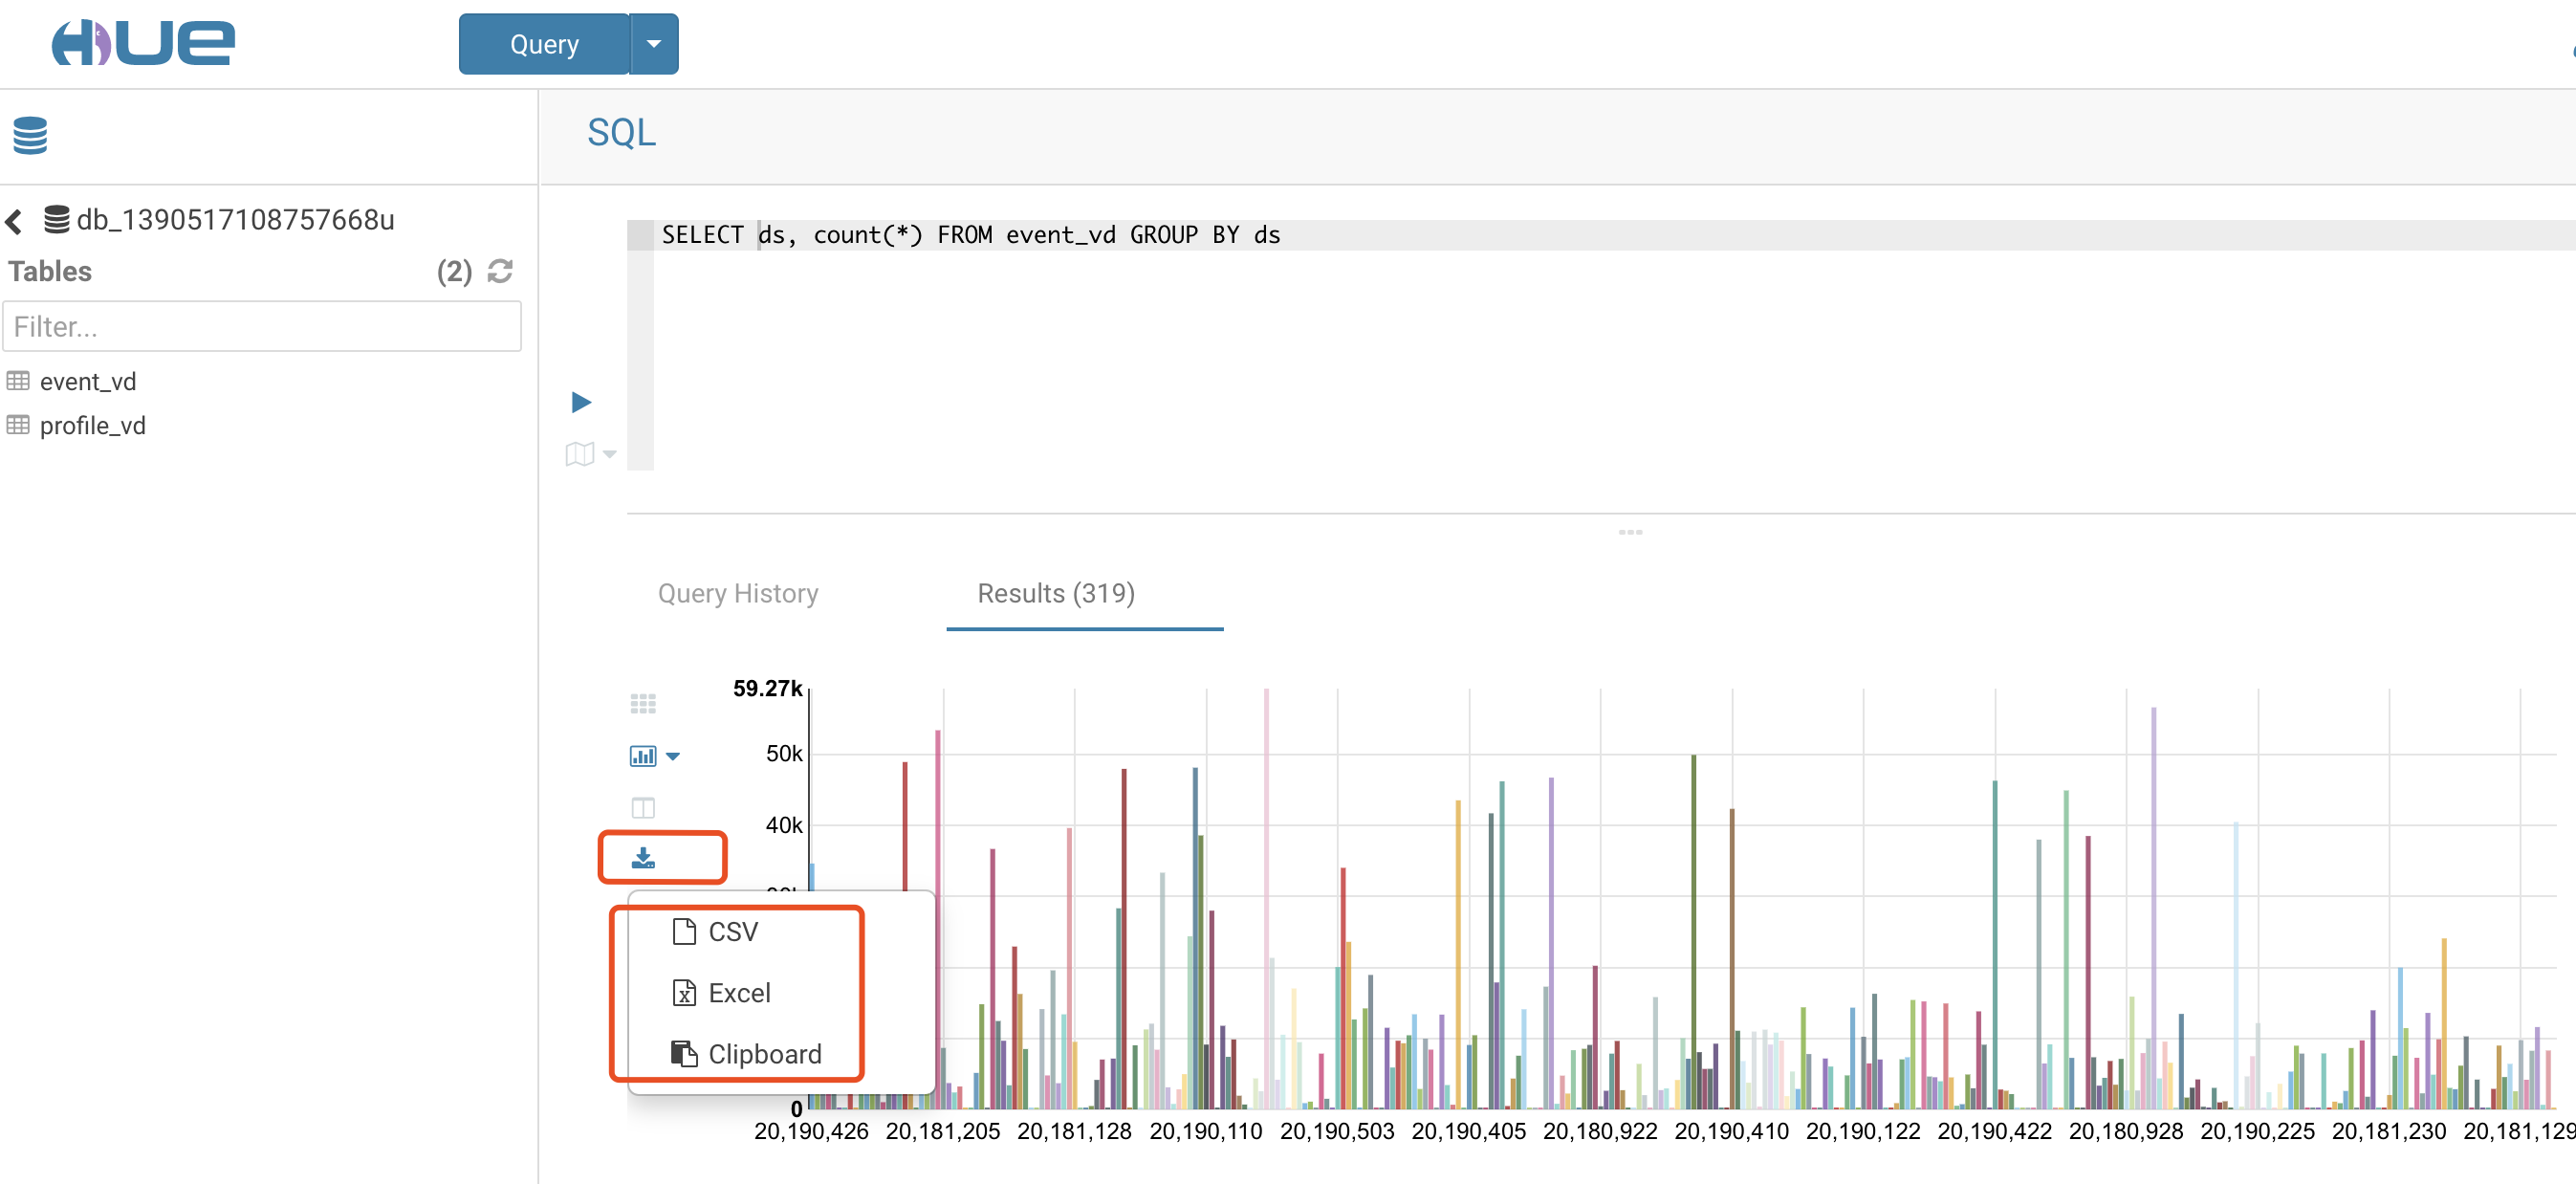 HUE
Query
SQL
db_1390517108757668u
Tables (2)
Filter...
event_vd
profile_vd
SELECT ds, count(*) FROM event_vd GROUP BY ds
Query History
Results (319)
59.27k
50k
40k
0
CSV
Excel
Clipboard
20,190,426 20,181,205 20,181,128 20,190,110 20,190,503 20,190,405 20,180,922 20,190,410 20,190,122 20,190,422 20,180,928 20,190,225 20,181,230 20,181,129